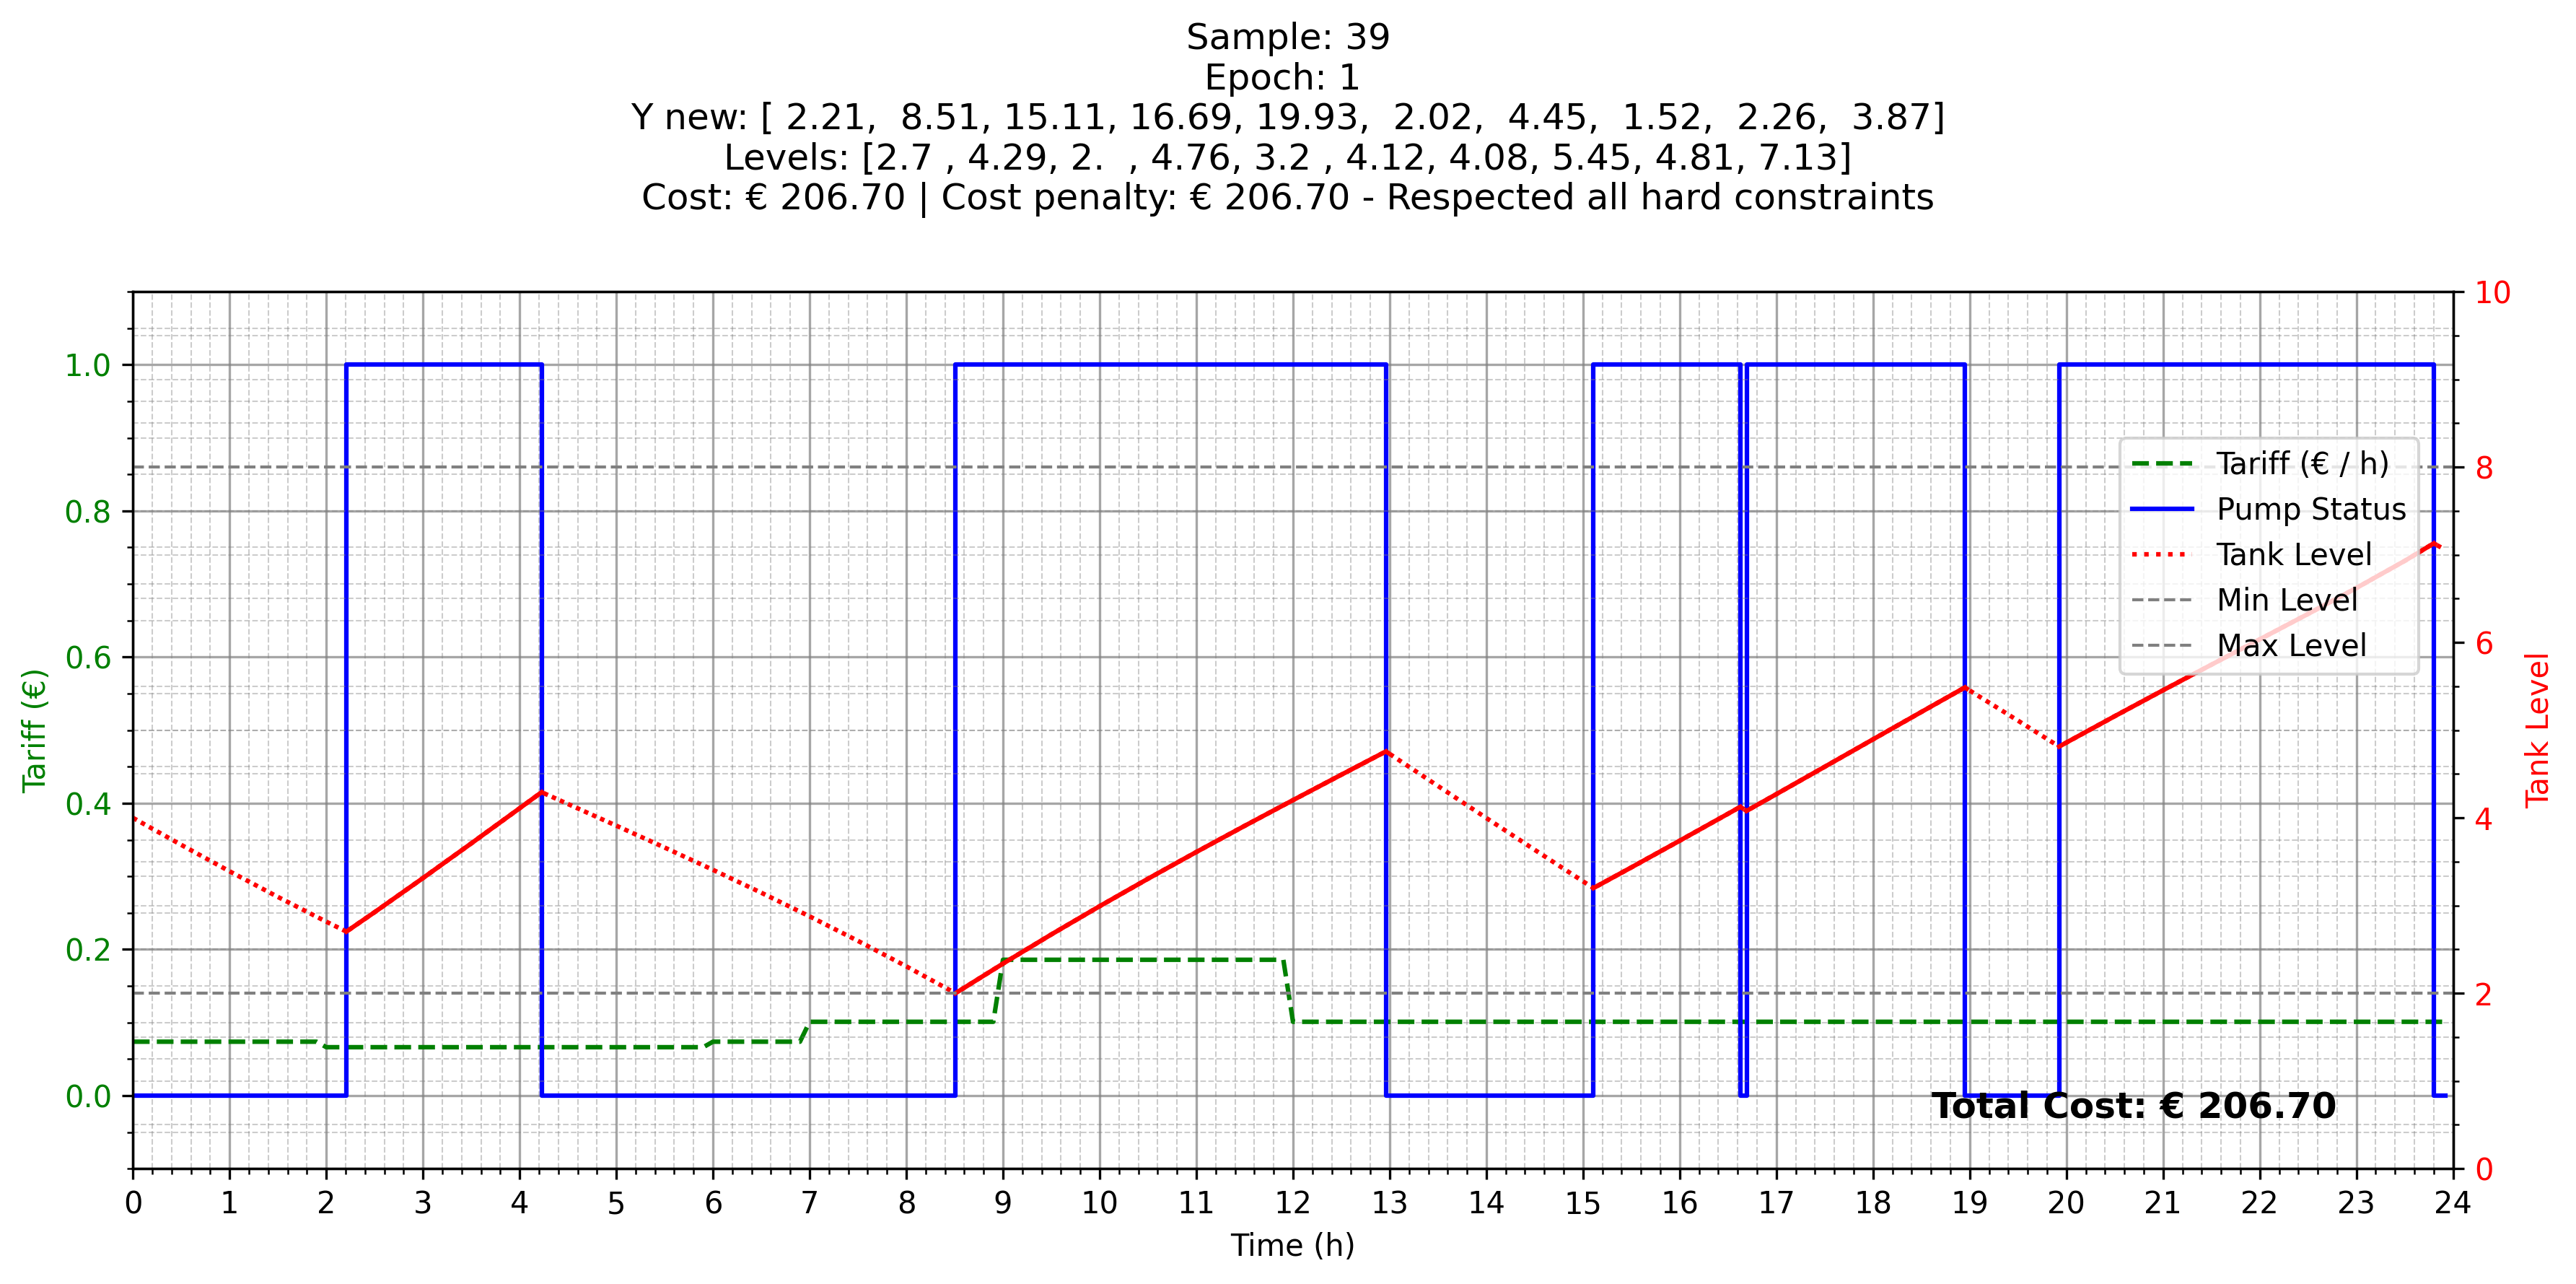 Sample: 39
Epoch: 1
Y new: [ 2.21,  8.51, 15.11, 16.69, 19.93,  2.02,  4.45,  1.52,  2.26,  3.87]
Levels: [2.7 , 4.29, 2.  , 4.76, 3.2 , 4.12, 4.08, 5.45, 4.81, 7.13]
Cost: € 206.70 | Cost penalty: € 206.70 - Respected all hard constraints
1.0
0.8
0.6
0.4
0.2
0.0
Tariff (€)
10
8
6
4
2
0
Tank Level
Tariff (€ / h)
Pump Status
Tank Level
Min Level
Max Level
Total Cost: € 206.70
0 1 2 3 4 5 6 7 8 9 10 11 12 13 14 15 16 17 18 19 20 21 22 23 24
Time (h)